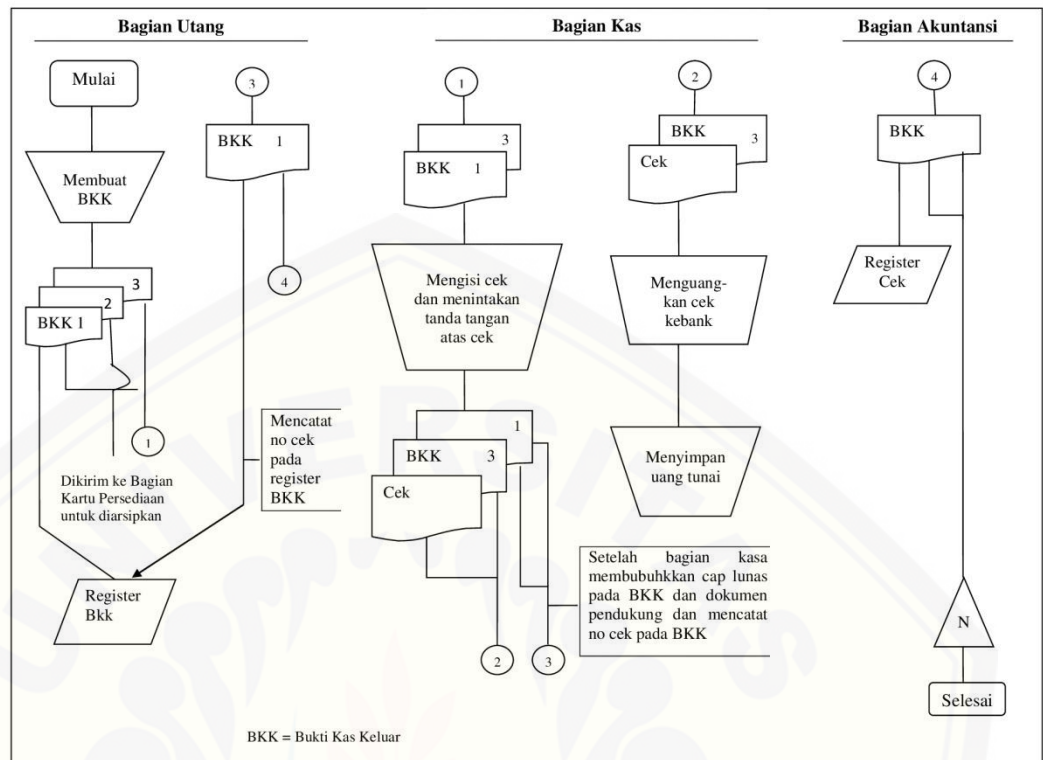 Bagian Utang
Bagian Kas
Bagian Akuntansi
Mulai
Membuat
BKK
3
2
BKK 1
1
Dikirim ke Bagian
Kartu Persediaan
untuk diarsipkan
Register
Bkk
3
BKK 1
4
Mencatat
no cek
pada
register
BKK
1
3
BKK 1
Mengisi cek
dan menintakan
tanda tangan
atas cek
1
BKK 3
Cek
2
3
Setelah bagian kasa
membubuhkkan cap lunas
pada BKK dan dokumen
pendukung dan mencatat
no cek pada BKK
2
BKK
3
Cek
Menguang-
kan cek
kebank
Menyimpan
uang tunai
4
BKK
Register
Cek
N
Selesai
BKK = Bukti Kas Keluar
UNIVERSITAS